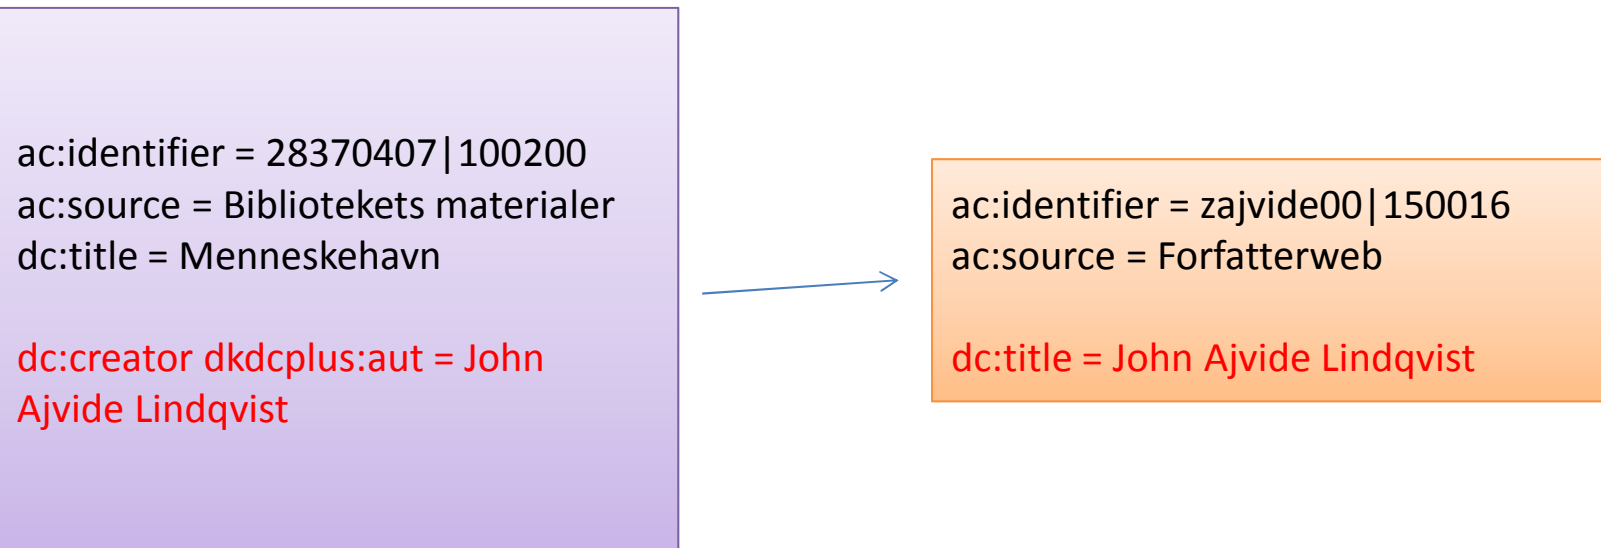 ac:identifier = 28370407|100200
ac:source = Bibliotekets materialer
dc:title = Menneskehavn
dc:creator dkdcplus:aut = John
Ajvide Lindqvist
ac:identifier = zajvide00|150016
ac:source = Forfatterweb
dc:title = John Ajvide Lindqvist